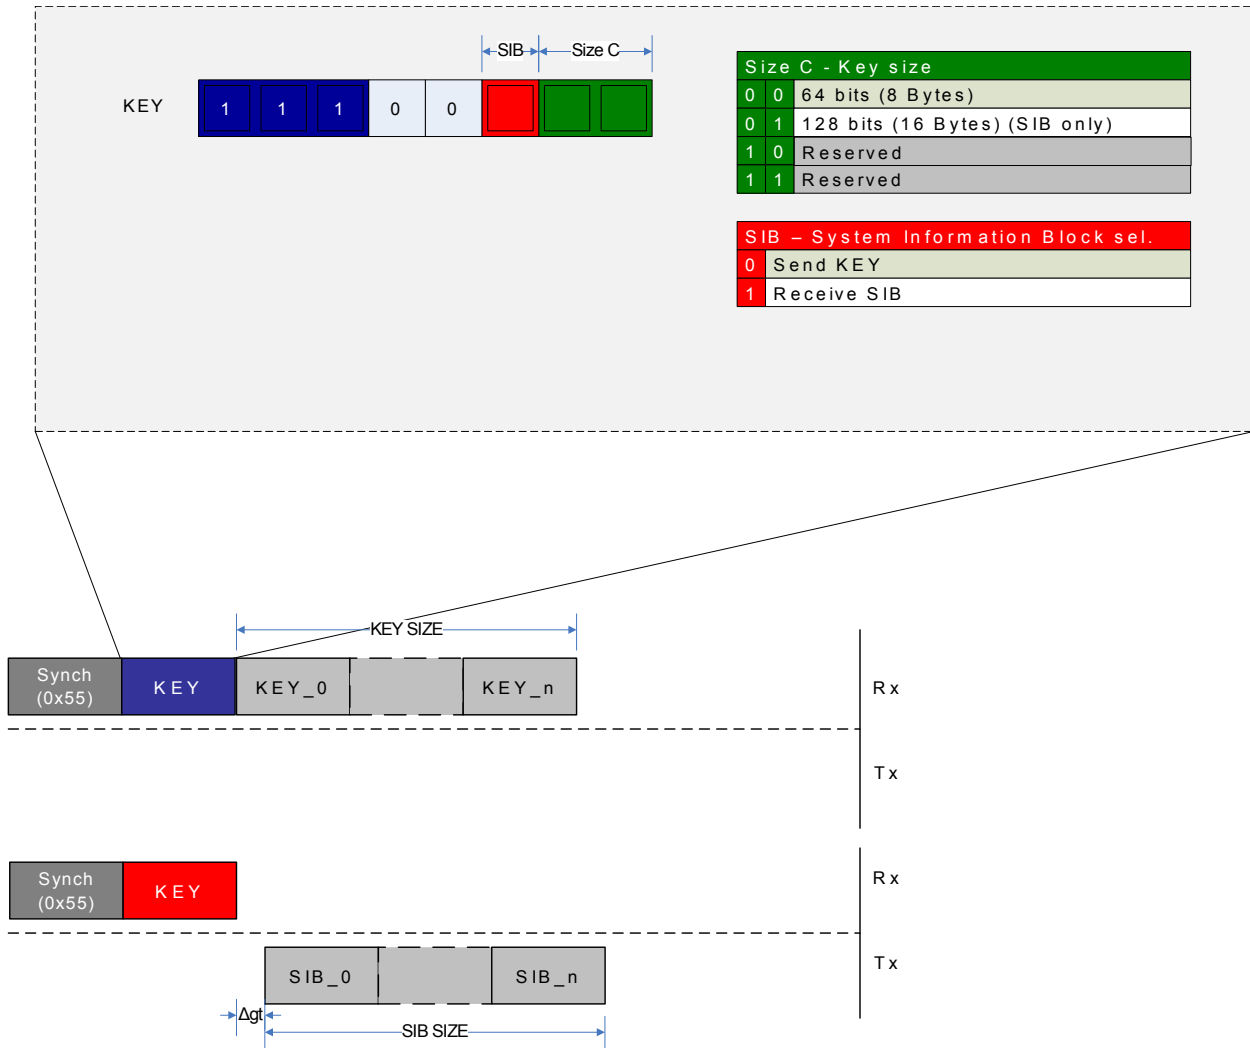 SIB Size C
KEY 1 1 1 0 0
Size C - Key size
0 0 64 bits (8 Bytes)
0 1 128 bits (16 Bytes) (SIB only)
1 0 Reserved
1 1 Reserved
SIB – System Information Block sel.
0 Send KEY
1 Receive SIB
KEY SIZE
Synch
(0x55)
KEY
KEY_0
KEY_n
Rx
Tx
Synch
(0x55)
KEY
Rx
SIB_0
SIB_n
Tx
Δgt
SIB SIZE